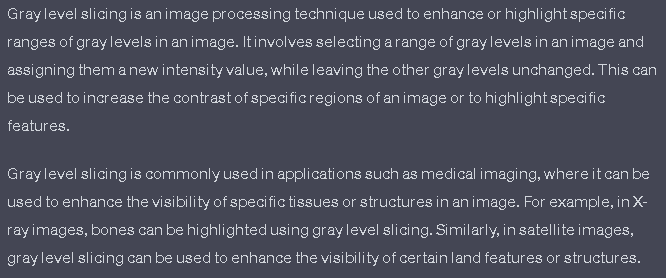 Gray level slicing is an image processing technique used to enhance or highlight specific
ranges of gray levels in an image. It involves selecting a range of gray levels in an image and
assigning them a new intensity value, while leaving the other gray levels unchanged. This can
be used to increase the contrast of specific regions of an image or to highlight specific
features.
Gray level slicing is commonly used in applications such as medical imaging, where it can be
used to enhance the visibility of specific tissues or structures in an image. For example, in X-
ray images, bones can be highlighted using gray level slicing. Similarly, in satellite images,
gray level slicing can be used to enhance the visibility of certain land features or structures.